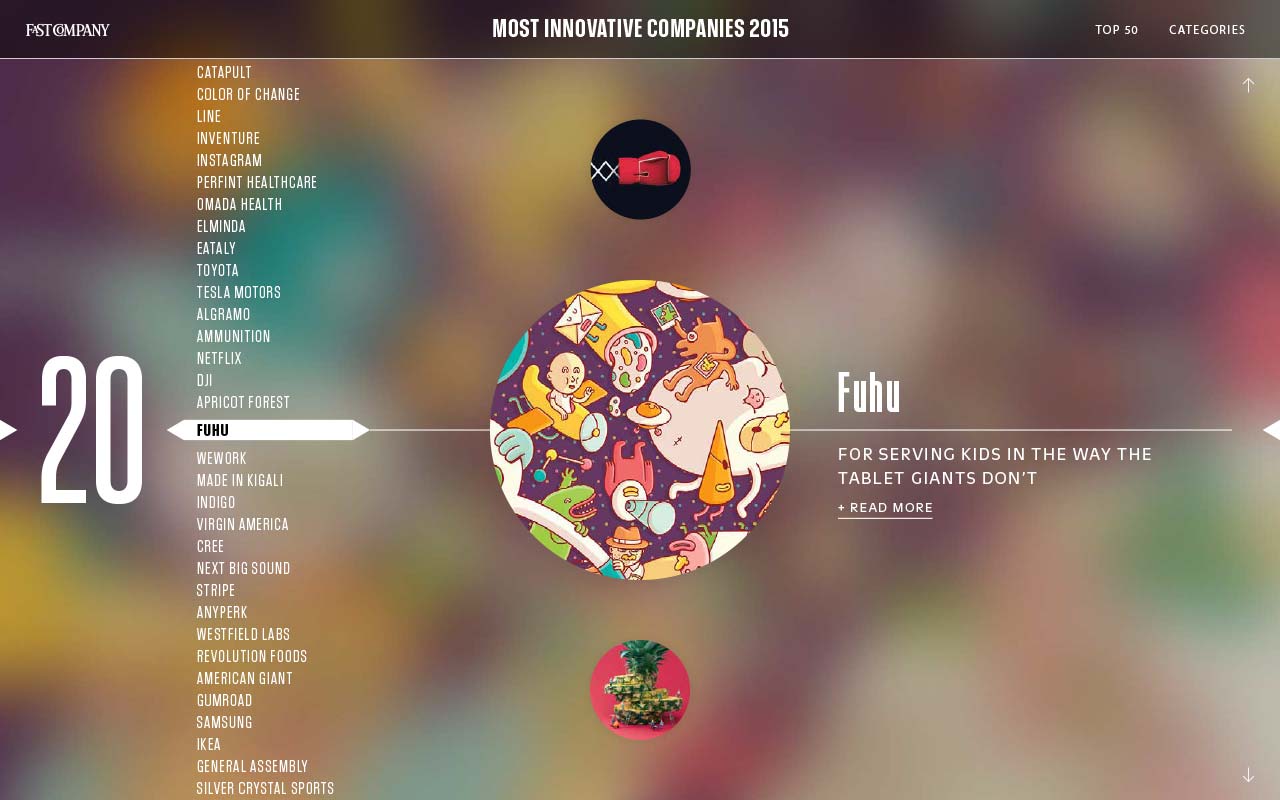 FAST COMPANY
MOST INNOVATIVE COMPANIES 2015
TOP 50
CATEGORIES
CATAPULT
COLOR OF CHANGE
LINE
INVENTURE
INSTAGRAM
PERFINT HEALTHCARE
OMADA HEALTH
ELMINDA
EATALY
TOYOTA
TESLA MOTORS
ALGRAMO
AMMUNITION
NETFLIX
DJI
APRICOT FOREST
20
FUHU
WEWORK
MADE IN KIGALI
INDIGO
VIRGIN AMERICA
CREE
NEXT BIG SOUND
STRIPE
ANYPERK
WESTFIELD LABS
REVOLUTION FOODS
AMERICAN GIANT
GUMROAD
SAMSUNG
IKEA
GENERAL ASSEMBLY
SILVER CRYSTAL SPORTS
Fuhu
FOR SERVING KIDS IN THE WAY THE
TABLET GIANTS DON'T
+ READ MORE